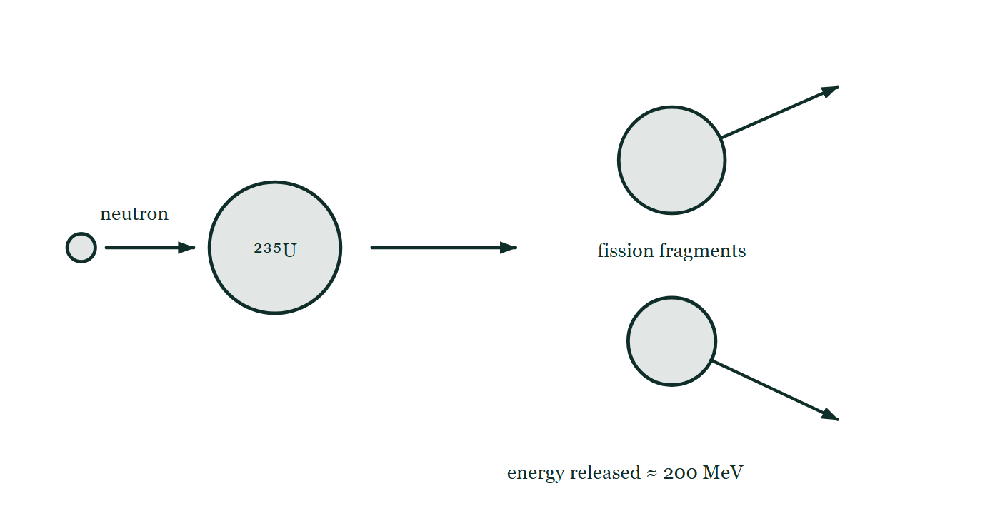 neutron
²³⁵U
fission fragments
energy released ≈ 200 MeV